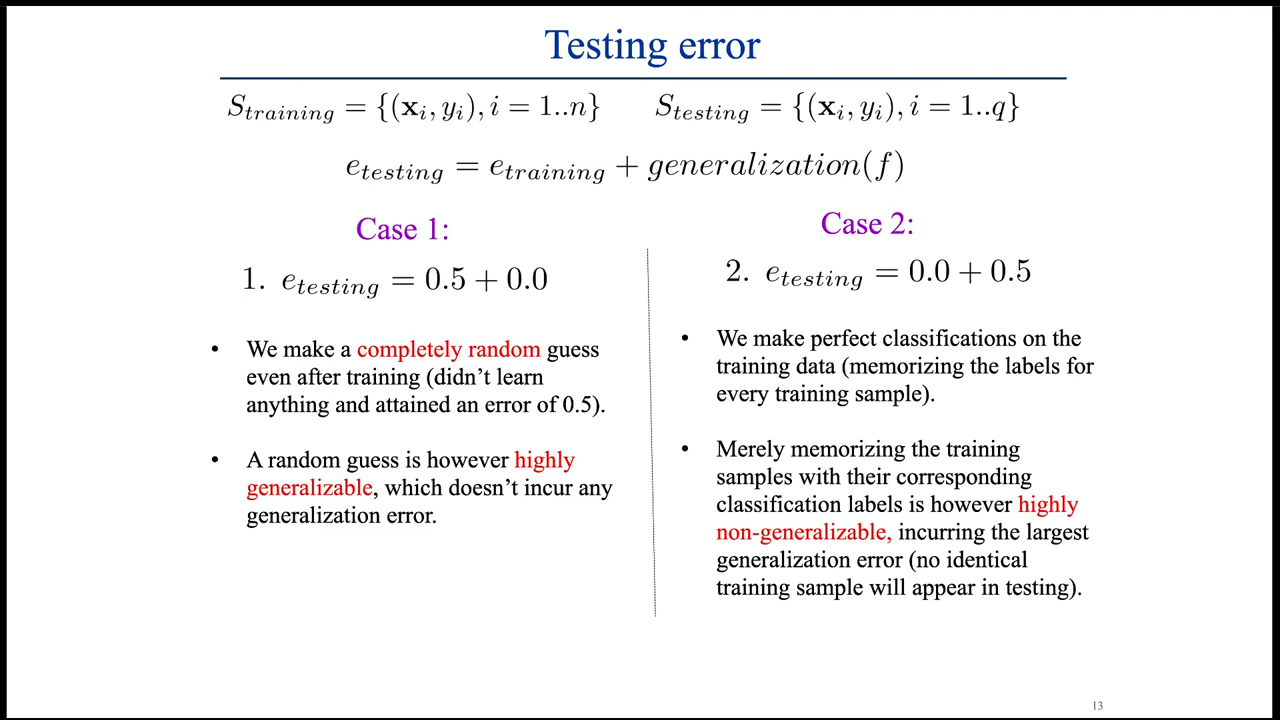 Testing error
S_{training} = {(x_i, y_i), i = 1..n} S_{testing} = {(x_i, y_i), i = 1..q}
e_{testing} = e_{training} + generalization(f)
Case 1:
1. e_{testing} = 0.5 + 0.0
• We make a completely random guess
even after training (didn’t learn
anything and attained an error of 0.5).
• A random guess is however highly
generalizable, which doesn’t incur any
generalization error.
Case 2:
2. e_{testing} = 0.0 + 0.5
• We make perfect classifications on the
training data (memorizing the labels for
every training sample).
• Merely memorizing the training
samples with their corresponding
classification labels is however highly
non-generalizable, incurring the largest
generalization error (no identical
training sample will appear in testing).
13